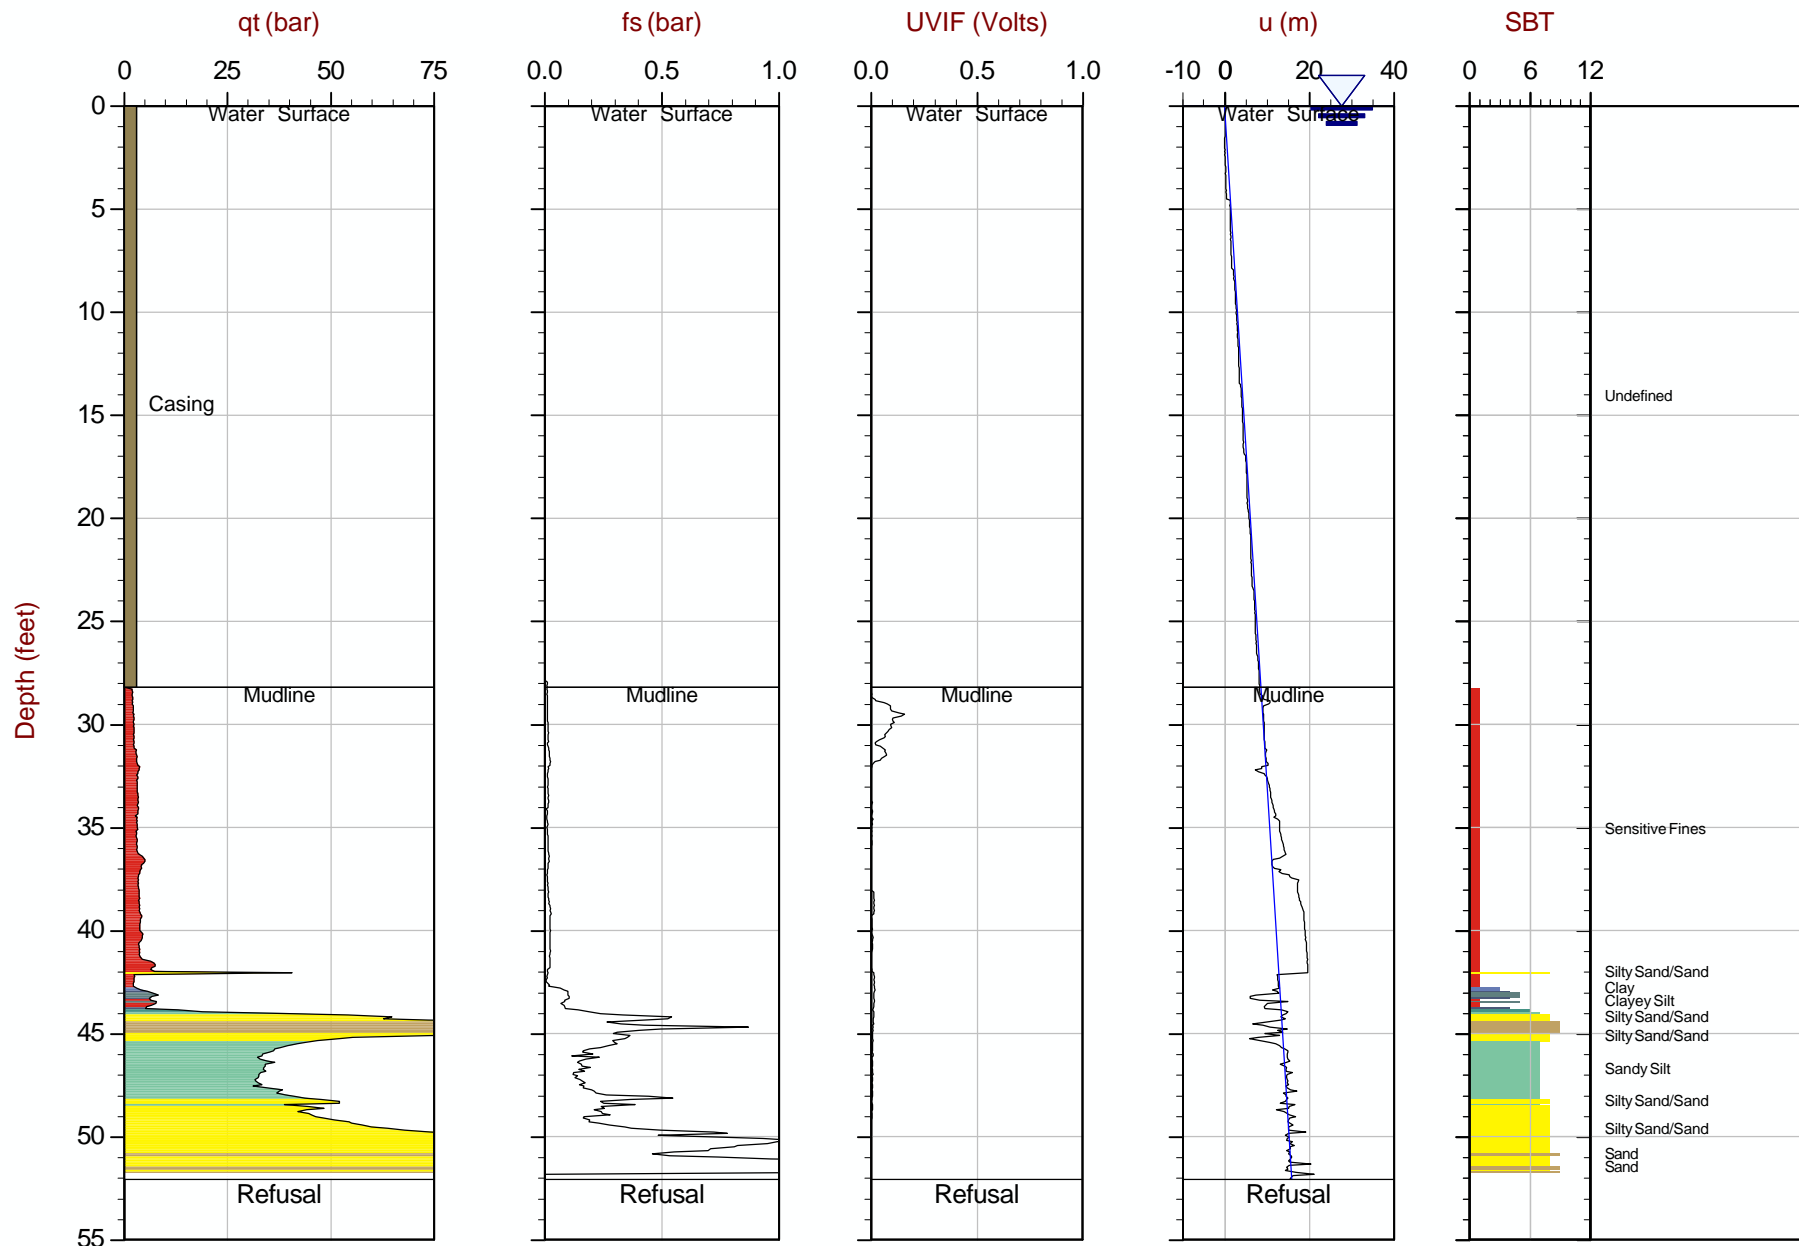 qt (bar) fs (bar) UVIF (Volts) u (m) SBT
0 25 50 75 0.0 0.5 1.0 0.0 0.5 1.0 -10 0 20 40 0 6 12
0 Water Surface Water Surface Water Surface Water Surface
5
10
Casing
Undefined
15
20
25
Depth (feet)
Mudline Mudline Mudline Mudline
30
35 Sensitive Fines
40
Silty Sand/Sand
Clay
Clayey Silt
Silty Sand/Sand
45 Silty Sand/Sand
Sandy Silt
Silty Sand/Sand
Silty Sand/Sand
50
Sand
Sand
Refusal Refusal Refusal Refusal
55